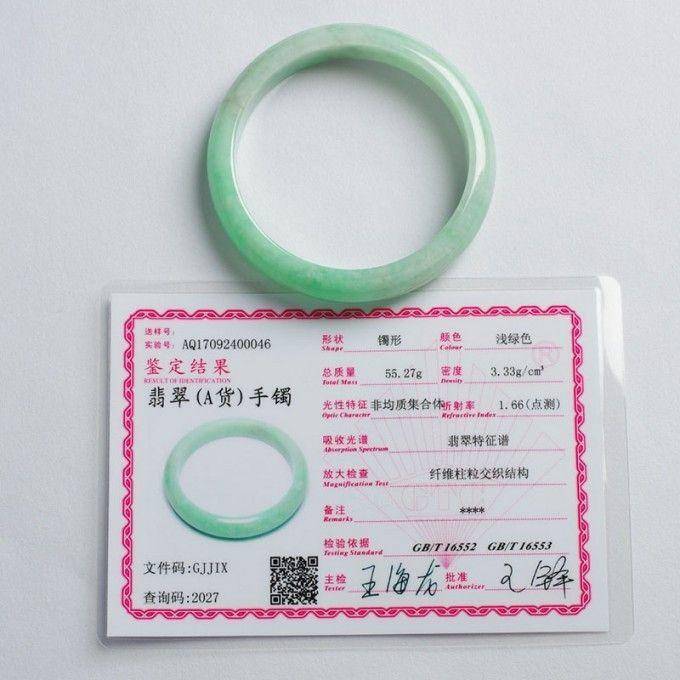 送样号:
实验号: AQ17092400046
鉴定结果
RESULT OF IDENTIFICATION
翡翠(A货)手镯
文件码:GJJIX
查询码:2027
形状 镯形 颜色 浅绿色
Shape Colour
总质量 55.27g 密度 3.33g/cm³
Total Mass Density
光性特征 非均质集合体 折射率 1.66(点测)
Optic Character Refractive Index
吸收光谱 翡翠特征谱
Absorption Spectrum
放大检查 纤维柱粒交织结构
Magnification Test
备注 ****
Remarks
检验依据 GB/T 16552 GB/T 16553
Testing Standard
主检 批准
Tester Authorizer
®